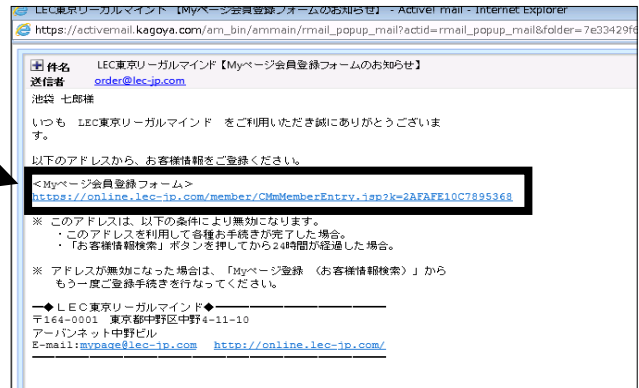 LEC東京リーガルマインド 【Myページ会員登録フォームのお知らせ】 - Active! mail - Internet Explorer
https://activemail.kagoya.com/am_bin/ammain/rmail_popup_mail?actid=rmail_popup_mail&folder=7e33429f6
件名 LEC東京リーガルマインド【Myページ会員登録フォームのお知らせ】
送信者 order@lec-jp.com
池袋 七郎様
いつも LEC東京リーガルマインド をご利用いただき誠にありがとうございま
す。
以下のアドレスから、お客様情報をご登録ください。
＜Myページ会員登録フォーム＞
https://online.lec-jp.com/member/CMmMemberEntry.jsp?k=2AFAFE10C7895368
※ このアドレスは、以下の条件により無効になります。
・このアドレスを利用して各種お手続きが完了した場合。
・「お客様情報検索」ボタンを押してから24時間が経過した場合。
※ アドレスが無効になった場合は、「Myページ登録 （お客様情報検索）」から
もう一度ご登録手続きを行なってください。
━◆ＬＥＣ東京リーガルマインド◆━━━━━━━━━━━━━━━
〒164-0001 東京都中野区中野4-11-10
アーバンネット中野ビル
E-mail:mypage@lec-jp.com http://online.lec-jp.com/